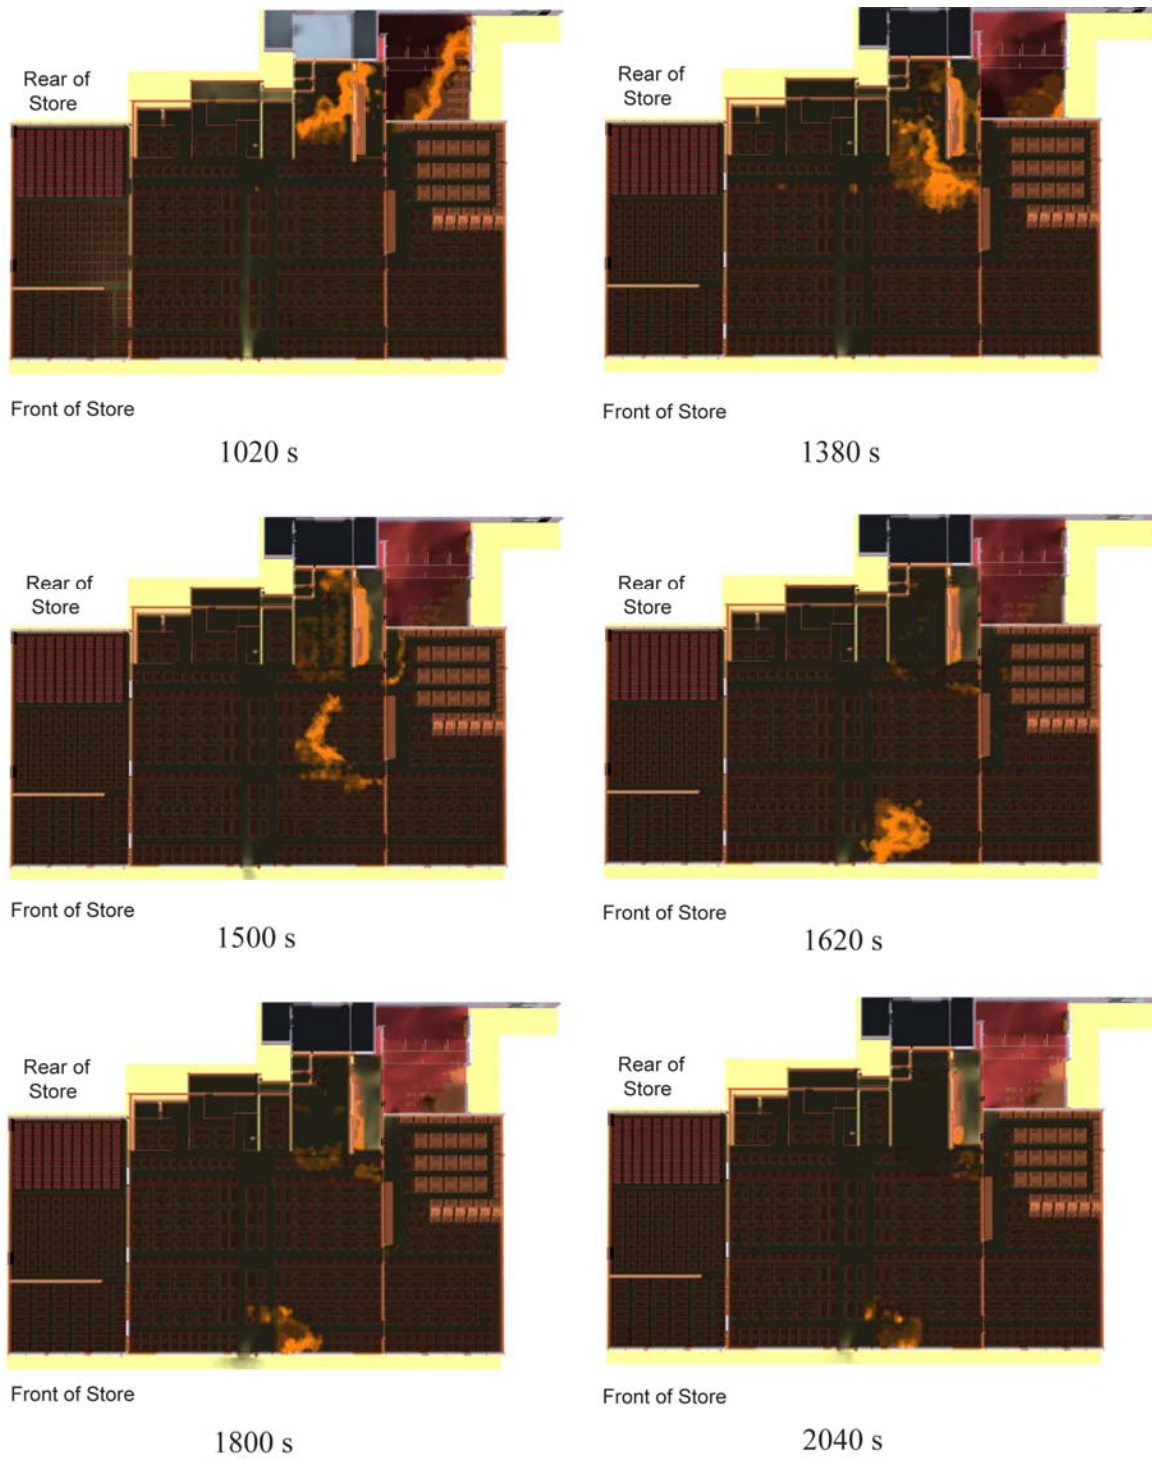 Rear of
Store
Front of Store
1020 s
Rear of
Store
Front of Store
1380 s
Rear of
Store
Front of Store
1500 s
Rear of
Store
Front of Store
1620 s
Rear of
Store
Front of Store
1800 s
Rear of
Store
Front of Store
2040 s